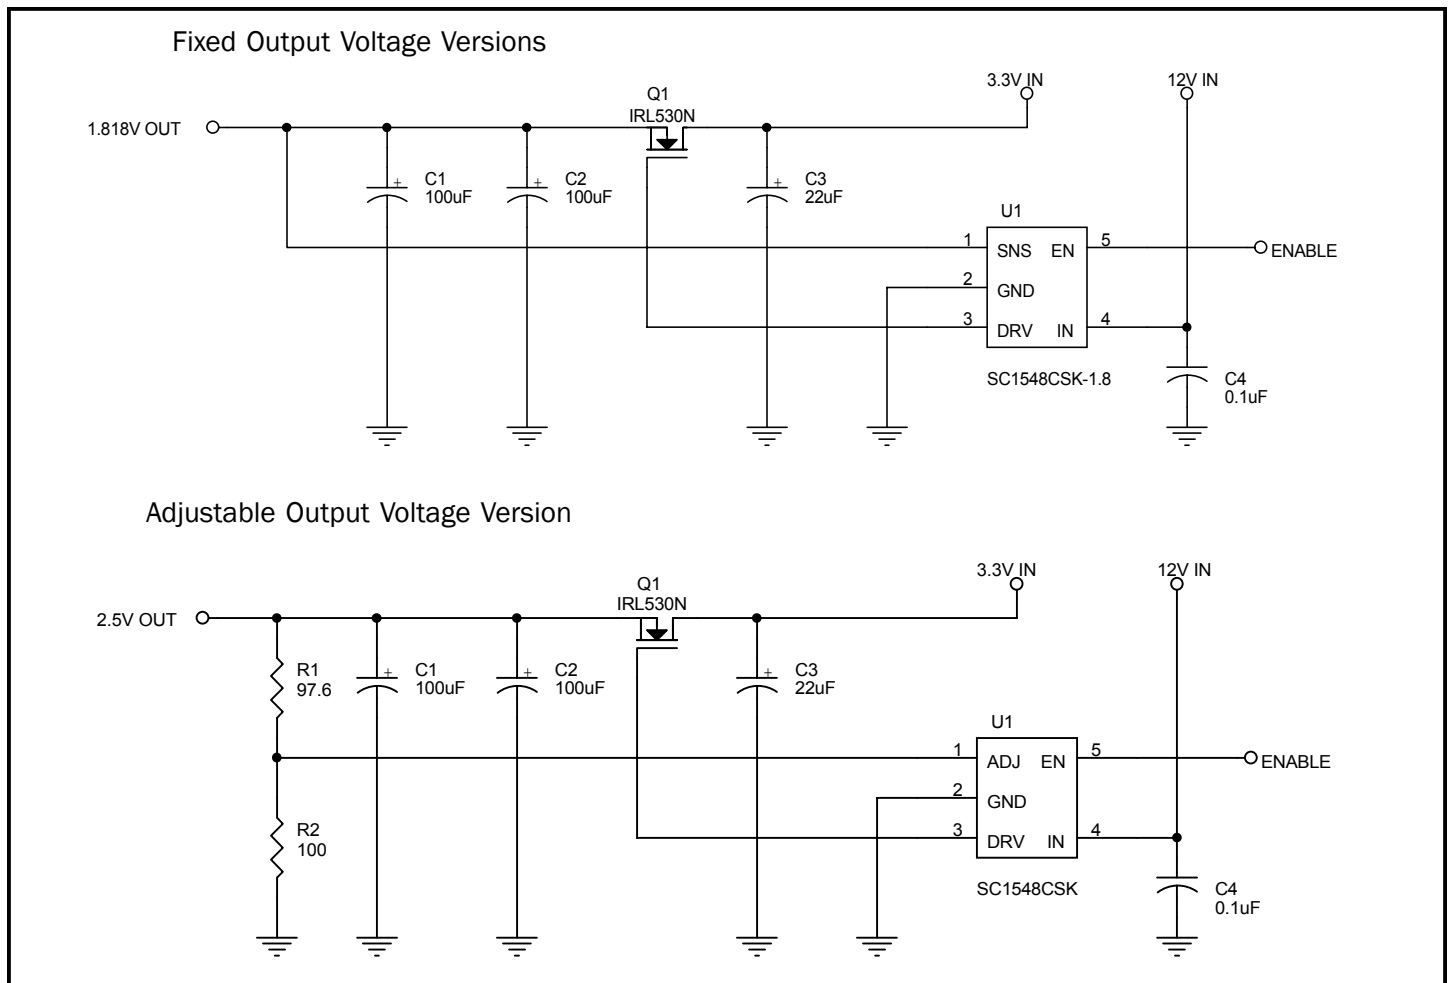 Fixed Output Voltage Versions
3.3V IN
12V IN
Q1
IRL530N
1.818V OUT
+
C1
100uF
+
C2
100uF
+
C3
22uF
U1
1
SNS
EN
5
ENABLE
2
GND
3
DRV
IN
4
SC1548CSK-1.8
C4
0.1uF
Adjustable Output Voltage Version
3.3V IN
12V IN
Q1
IRL530N
2.5V OUT
R1
97.6
+
C1
100uF
+
C2
100uF
+
C3
22uF
U1
1
ADJ
EN
5
ENABLE
2
GND
3
DRV
IN
4
R2
100
SC1548CSK
C4
0.1uF